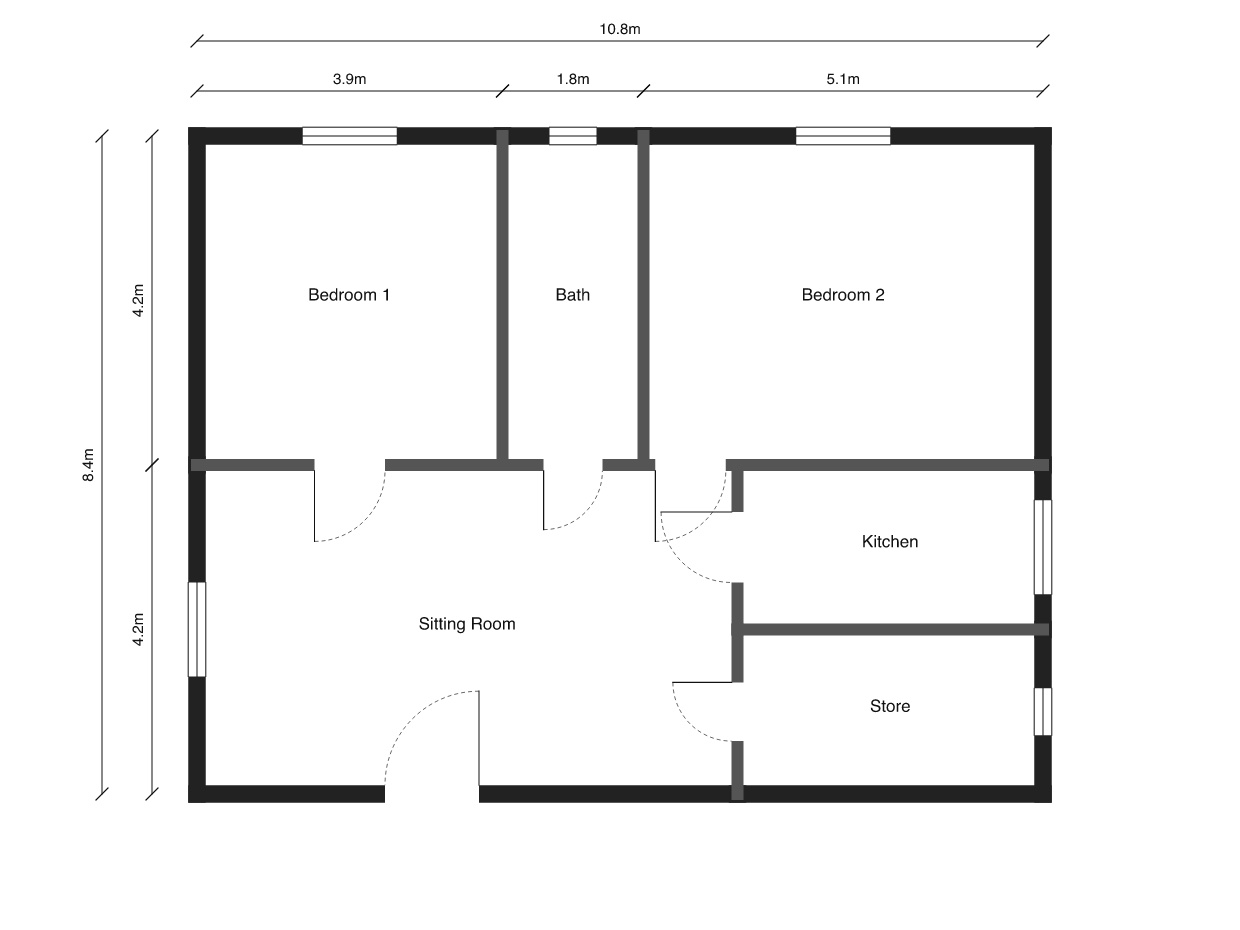 10.8m
3.9m
1.8m
5.1m
4.2m
8.4m
4.2m
Bedroom 1
Bath
Bedroom 2
Kitchen
Sitting Room
Store